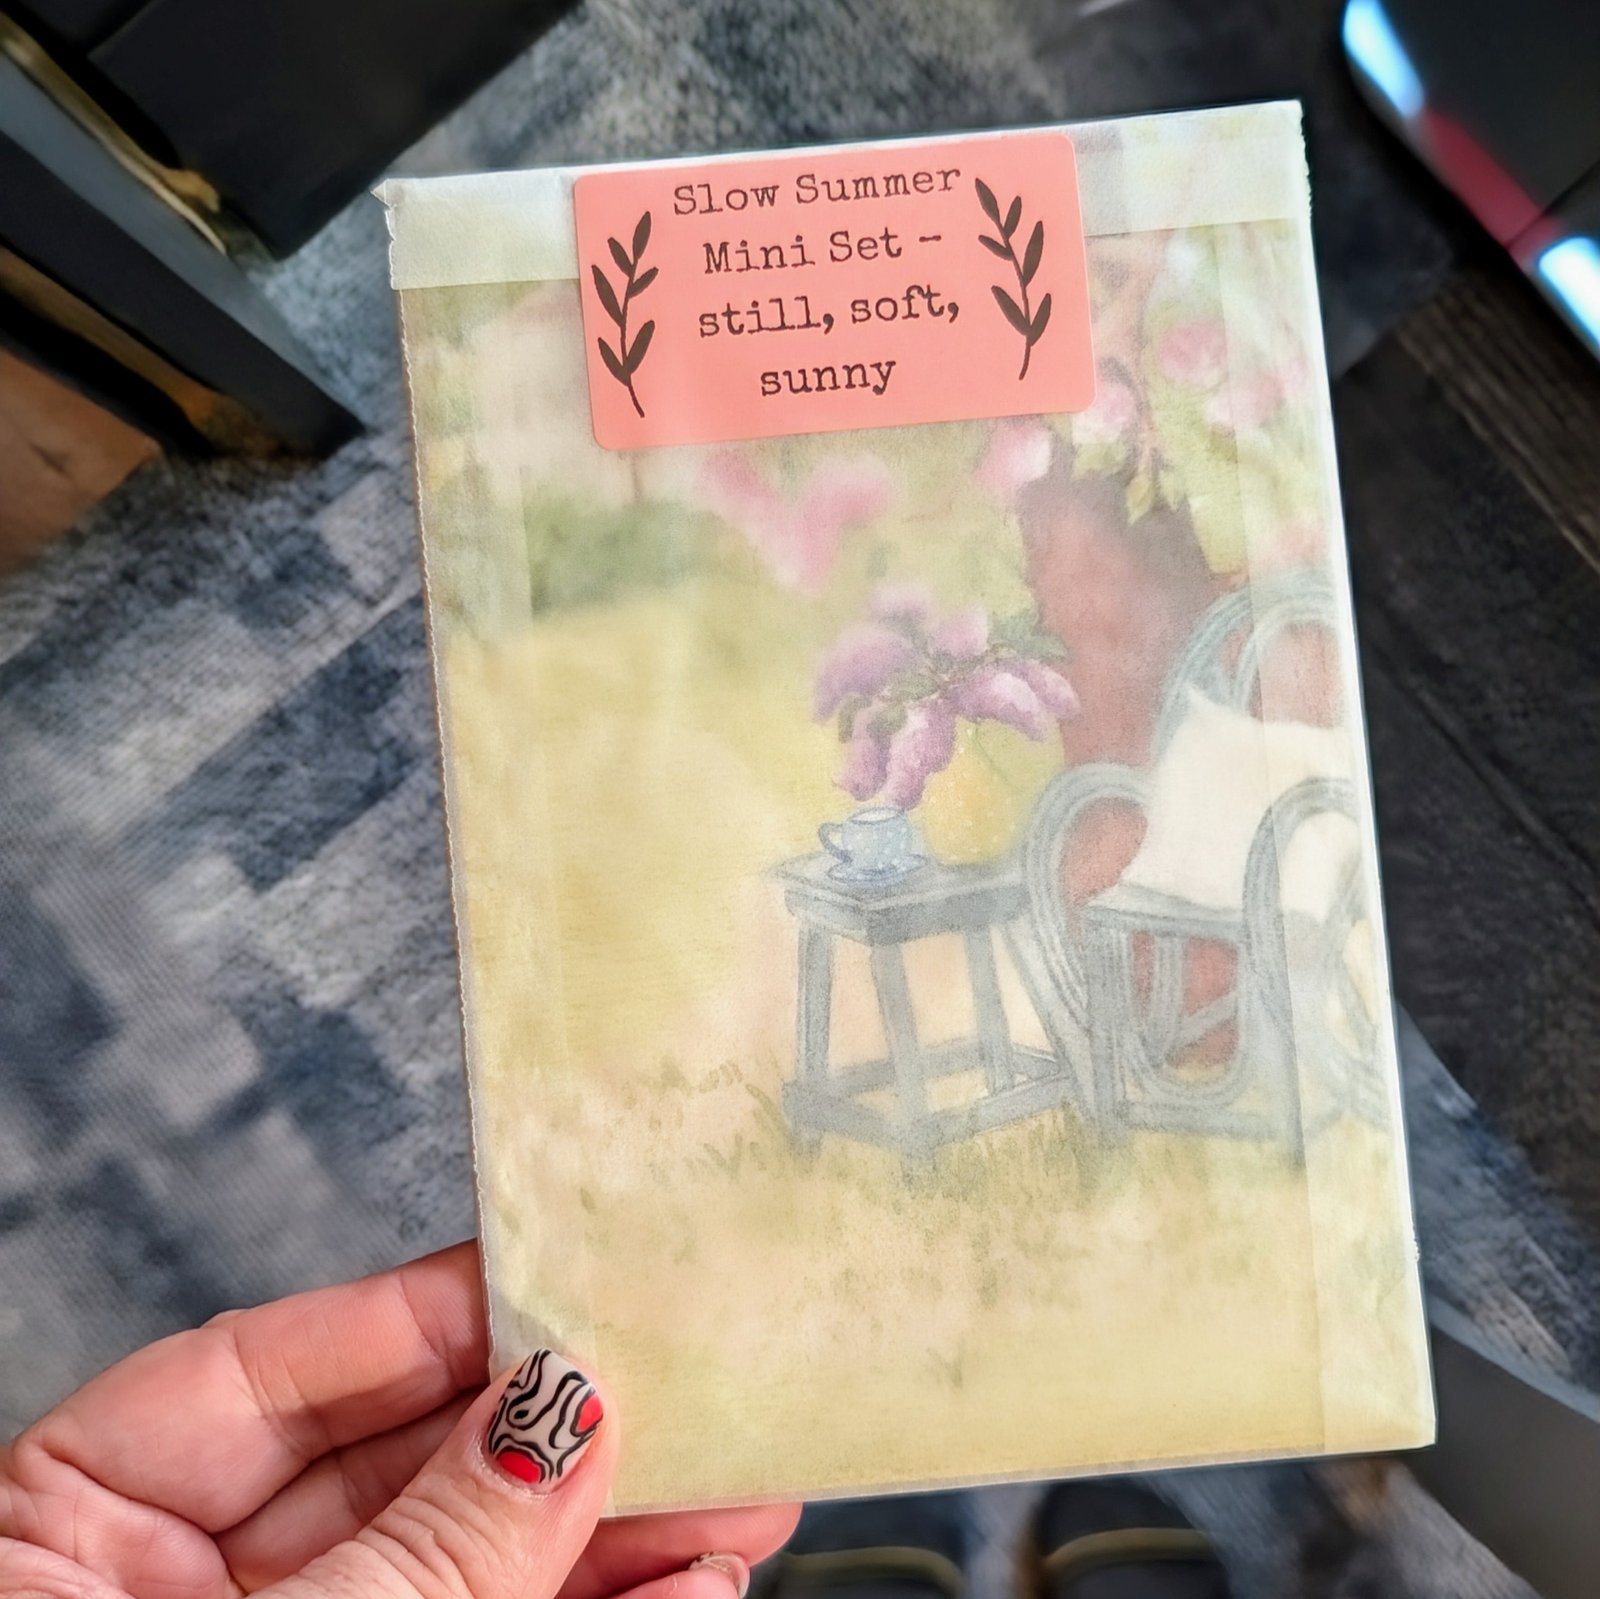 Slow Summer
Mini Set -
still, soft,
sunny